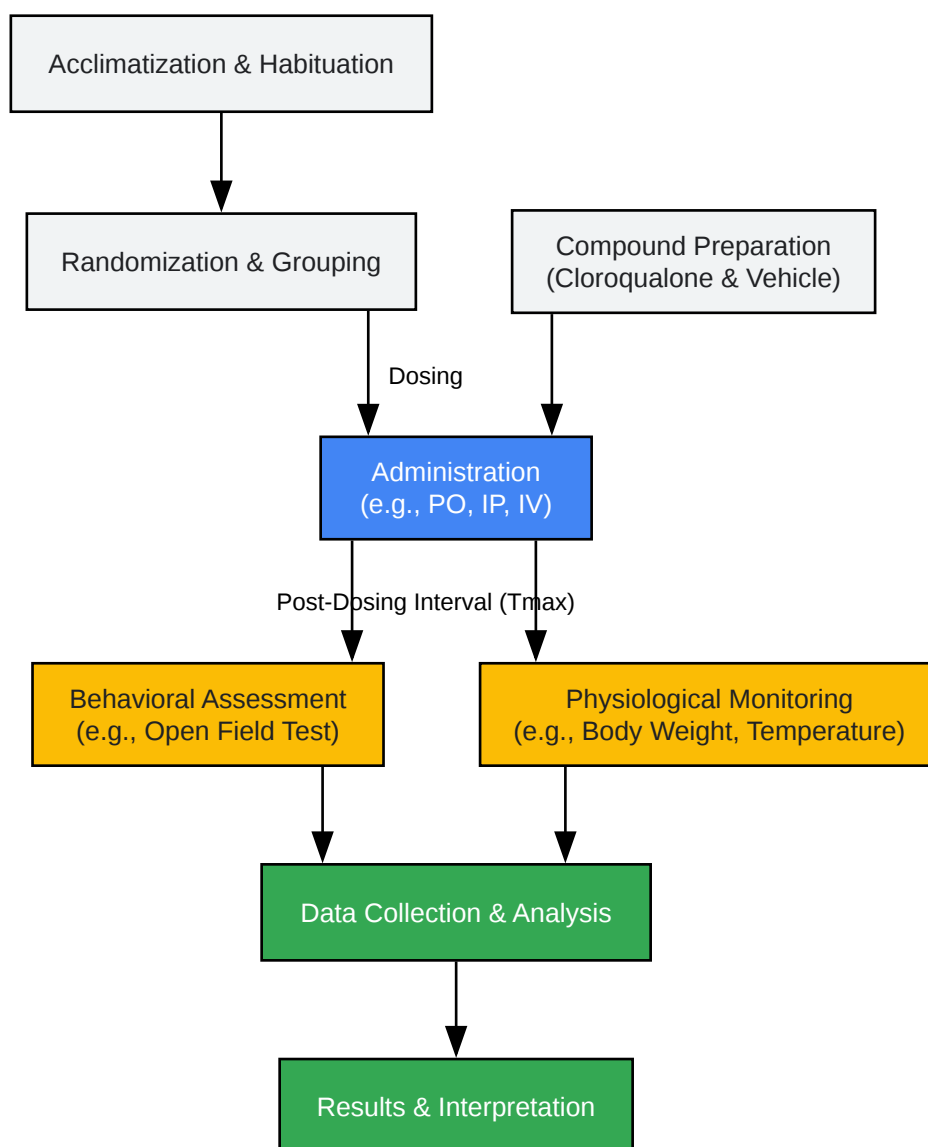 Acclimatization & Habituation
Randomization & Grouping
Compound Preparation
(Cloroqualone & Vehicle)
Dosing
Administration
(e.g., PO, IP, IV)
Post-Dosing Interval (Tmax)
Behavioral Assessment
(e.g., Open Field Test)
Physiological Monitoring
(e.g., Body Weight, Temperature)
Data Collection & Analysis
Results & Interpretation